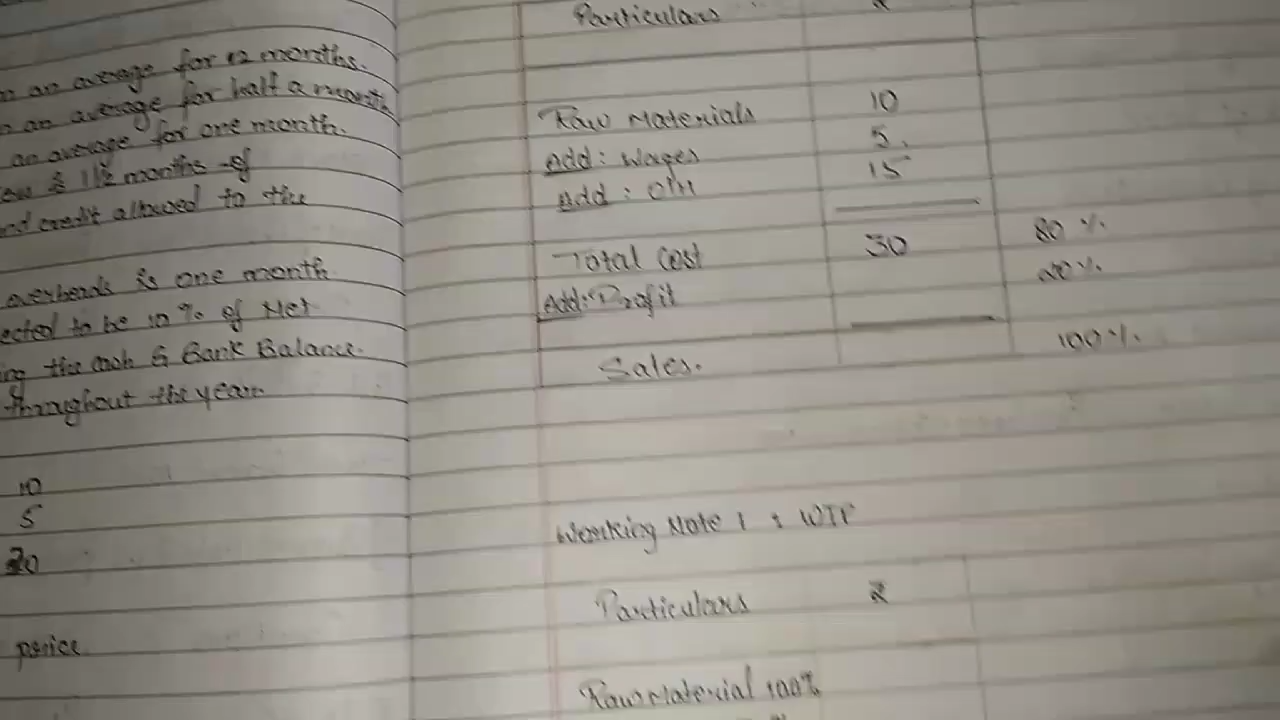 an average for 12 months.
an average for half a month
an average for one month.
1½ months of
credit allowed to the
overheads is one month
ected to be 10% of Net
ing the cash & Bank Balance.
throughout the year.
10
5
20
price
Particulars ₹
Raw Materials 10
Add: Wages 5
Add: O/H 15
Total Cost 30 80%
Add: Profit 20%
Sales. 100%
Working Note 1 : WIP
Particulars ₹
Raw Material 100%